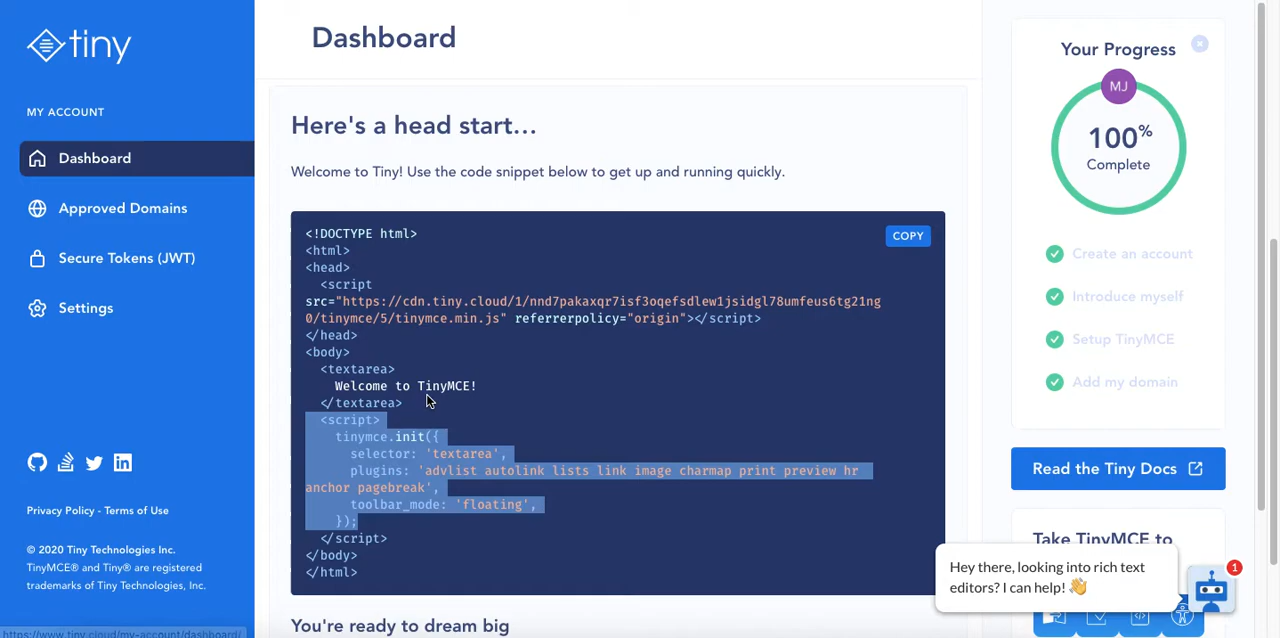 tiny
MY ACCOUNT
Dashboard
Approved Domains
Secure Tokens (JWT)
Settings
Privacy Policy - Terms of Use
© 2020 Tiny Technologies Inc.
TinyMCE® and Tiny® are registered
trademarks of Tiny Technologies, Inc.
https://www.tiny.cloud/my-account/dashboard/
Dashboard
Here's a head start...
Welcome to Tiny! Use the code snippet below to get up and running quickly.
COPY
<!DOCTYPE html>
<html>
<head>
<script
src="https://cdn.tiny.cloud/1/nnd7pakaxqr7isf3oqefsdlew1jsidgl78umfeus6tg21ng
0/tinymce/5/tinymce.min.js" referrerpolicy="origin"></script>
</head>
<body>
<textarea>
Welcome to TinyMCE!
</textarea>
<script>
tinymce.init({
selector: 'textarea',
plugins: 'advlist autolink lists link image charmap print preview hr
anchor pagebreak',
toolbar_mode: 'floating',
});
</script>
</body>
</html>
You're ready to dream big
Your Progress
MJ
100%
Complete
Create an account
Introduce myself
Setup TinyMCE
Add my domain
Read the Tiny Docs
Take TinyMCE to
Hey there, looking into rich text
editors? I can help! 👋
1